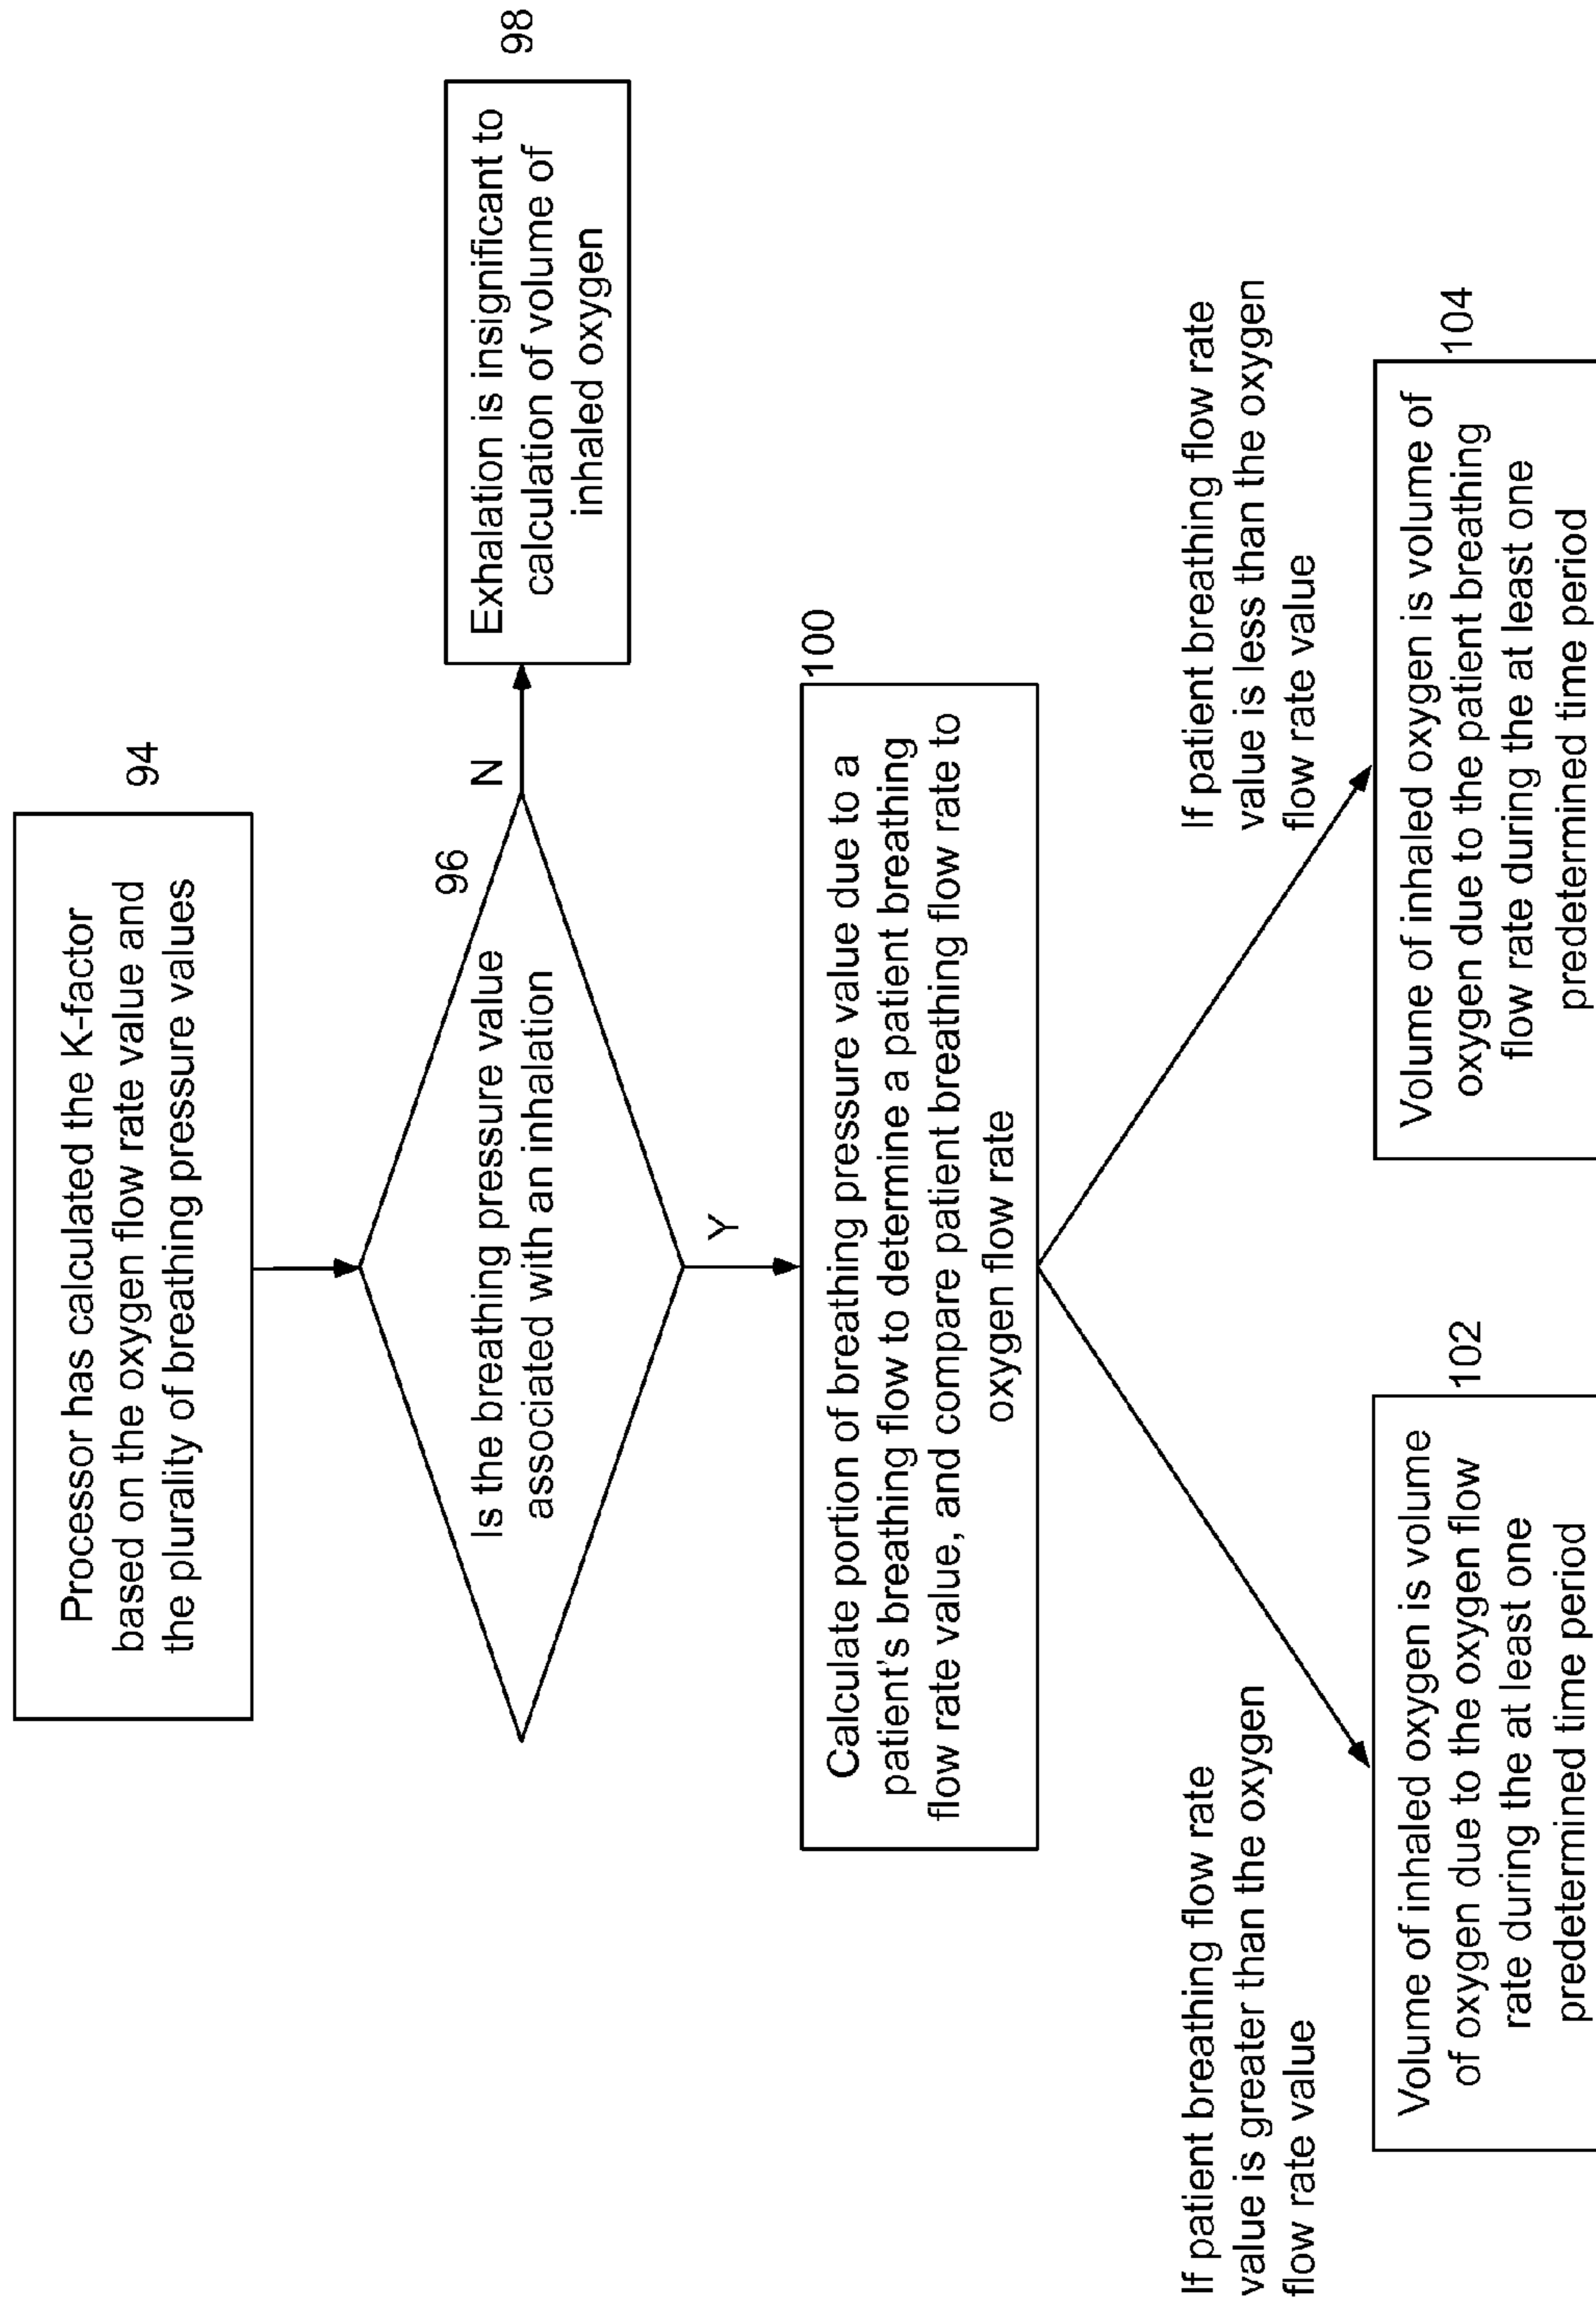 Processor has calculated the K-factor
based on the oxygen flow rate value and
the plurality of breathing pressure values
94
96
Is the breathing pressure value
associated with an inhalation
N
98
Exhalation is insignificant to
calculation of volume of
inhaled oxygen
Y
100
Calculate portion of breathing pressure value due to a
patient's breathing flow to determine a patient breathing
flow rate value, and compare patient breathing flow rate to
oxygen flow rate
If patient breathing flow rate
value is greater than the oxygen
flow rate value
If patient breathing flow rate
value is less than the oxygen
flow rate value
102
Volume of inhaled oxygen is volume
of oxygen due to the oxygen flow
rate during the at least one
predetermined time period
104
Volume of inhaled oxygen is volume of
oxygen due to the patient breathing
flow rate during the at least one
predetermined time period